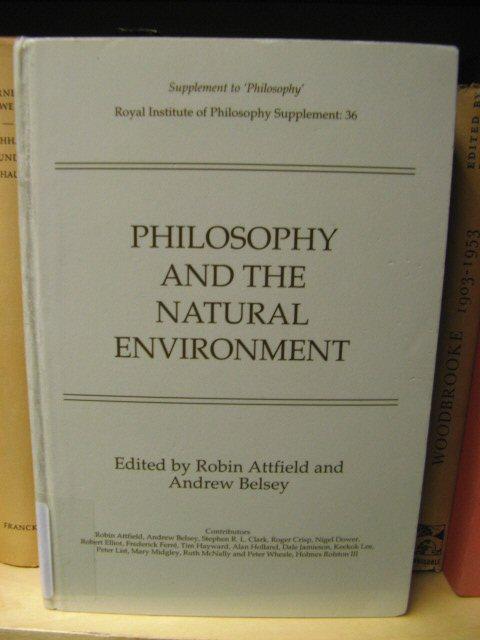 Supplement to 'Philosophy'
Royal Institute of Philosophy Supplement: 36
PHILOSOPHY
AND THE
NATURAL
ENVIRONMENT
Edited by Robin Attfield and
Andrew Belsey
Contributors
Robin Attfield, Andrew Belsey, Stephen R. L. Clark, Roger Crisp, Nigel Dower,
Robert Elliot, Frederick Ferré, Tim Hayward, Alan Holland, Dale Jamieson, Keekok Lee,
Peter List, Mary Midgley, Ruth McNally and Peter Wheale, Holmes Rolston III
FRANCK
WOODBROOKE 1903-1953
EDITED BY